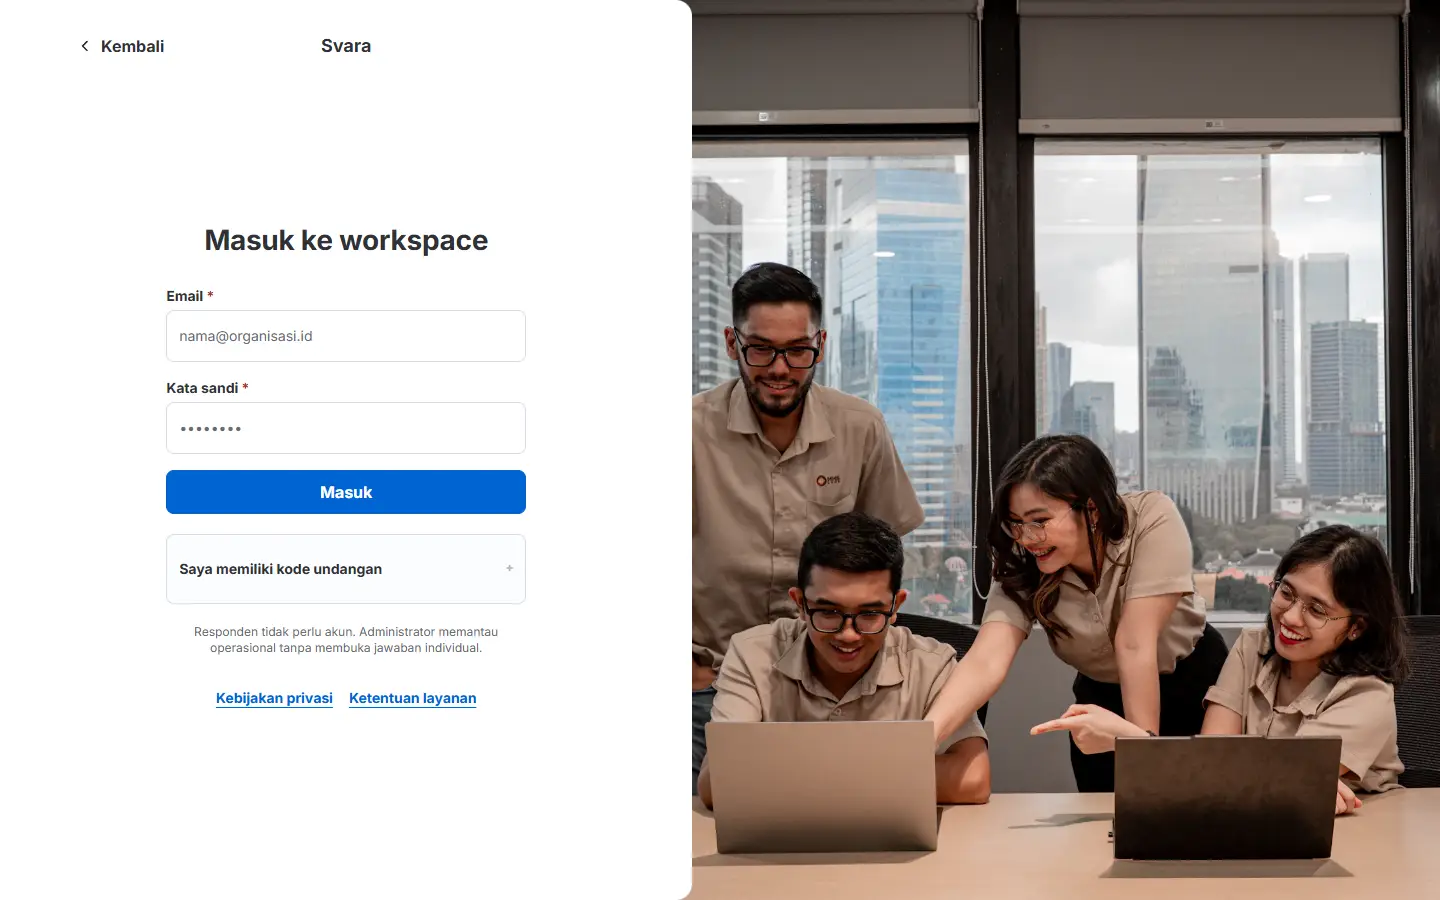 Kembali
Svara
Masuk ke workspace
Email *
nama@organisasi.id
Kata sandi *
••••••••
Masuk
Saya memiliki kode undangan +
Responden tidak perlu akun. Administrator memantau
operasional tanpa membuka jawaban individual.
Kebijakan privasi Ketentuan layanan